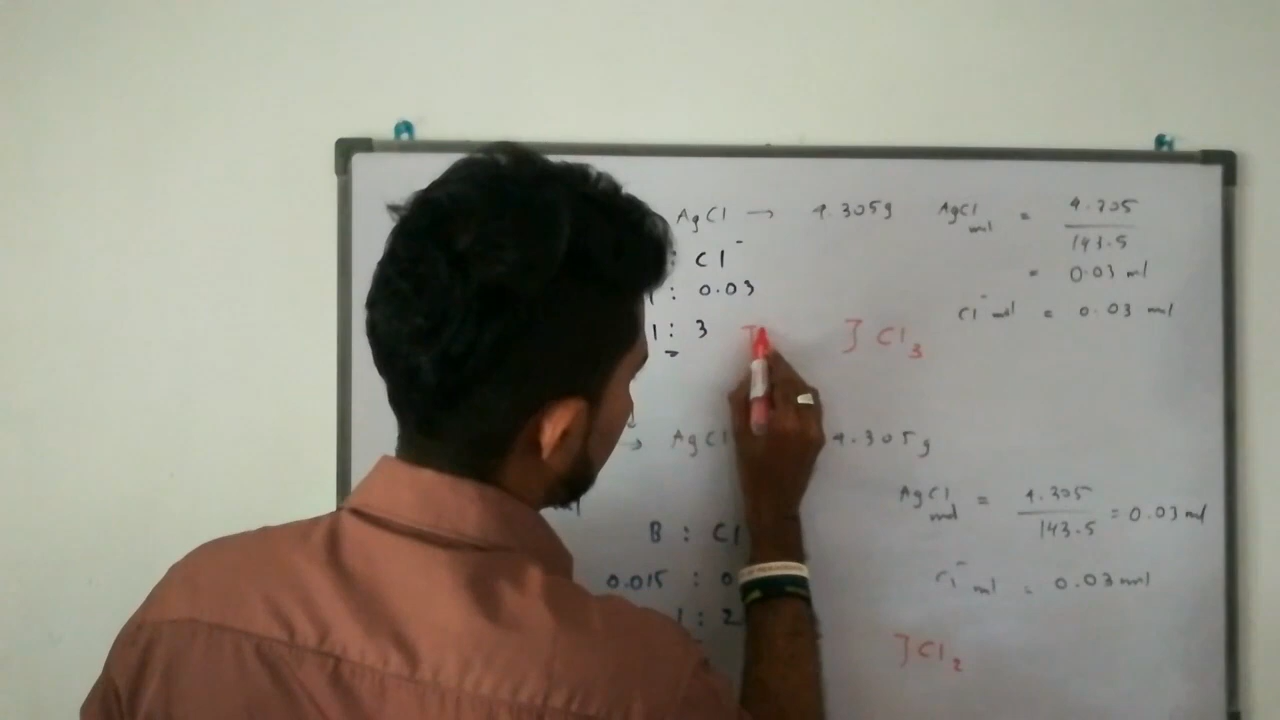 AgCl → 4.305g
AgCl mol = 4.305 / 143.5
= 0.03 mol
: Cl⁻
1 : 0.03
Cl⁻ mol = 0.03 mol
1 : 3
] Cl₃
→ AgCl 4.305g
AgCl mol = 4.305 / 143.5 = 0.03 mol
B : Cl
0.015 : 0
Cl⁻ mol = 0.03 mol
1 : 2
] Cl₂